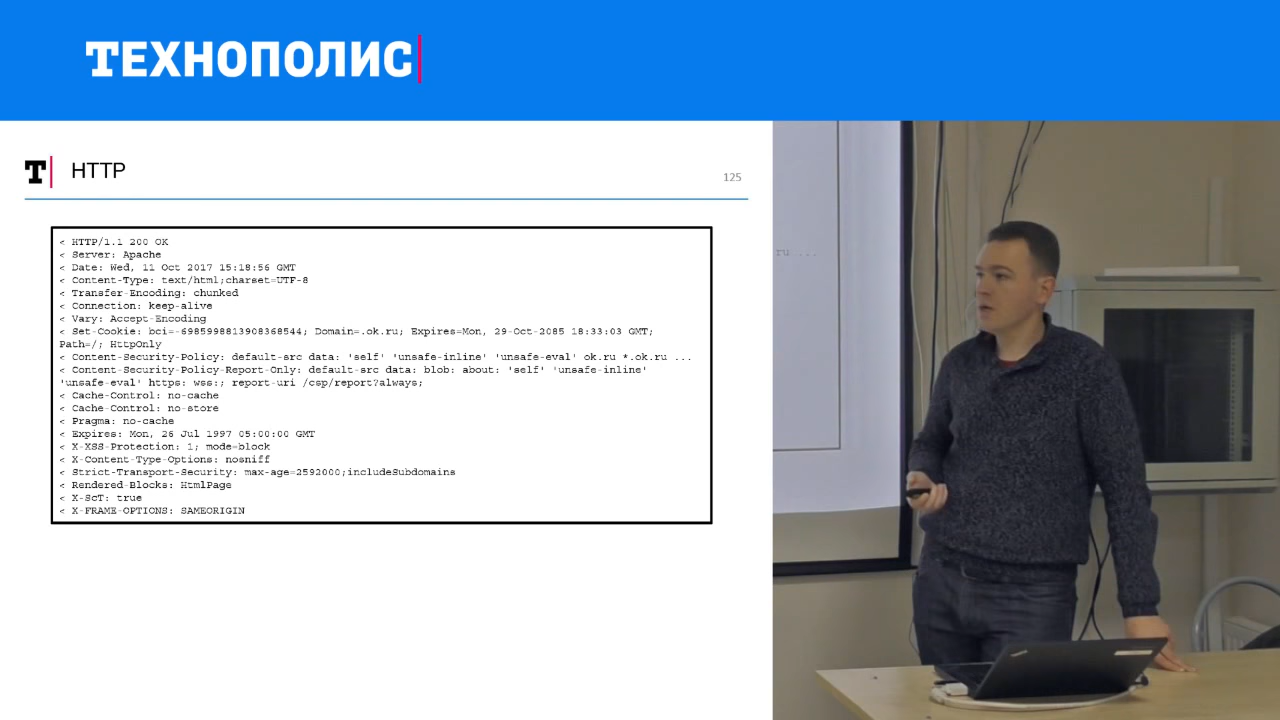 ТЕХНОПОЛИС
Т HTTP
125
< HTTP/1.1 200 OK
< Server: Apache
< Date: Wed, 11 Oct 2017 15:18:56 GMT
< Content-Type: text/html;charset=UTF-8
< Transfer-Encoding: chunked
< Connection: keep-alive
< Vary: Accept-Encoding
< Set-Cookie: bci=-6985998813908368544; Domain=.ok.ru; Expires=Mon, 29-Oct-2085 18:33:03 GMT;
Path=/; HttpOnly
< Content-Security-Policy: default-src data: 'self' 'unsafe-inline' 'unsafe-eval' ok.ru *.ok.ru ...
< Content-Security-Policy-Report-Only: default-src data: blob: about: 'self' 'unsafe-inline'
'unsafe-eval' https: wss:; report-uri /csp/report?always;
< Cache-Control: no-cache
< Cache-Control: no-store
< Pragma: no-cache
< Expires: Mon, 26 Jul 1997 05:00:00 GMT
< X-XSS-Protection: 1; mode=block
< X-Content-Type-Options: nosniff
< Strict-Transport-Security: max-age=2592000;includeSubdomains
< Rendered-Blocks: HtmlPage
< X-ScT: true
< X-FRAME-OPTIONS: SAMEORIGIN
ru ...